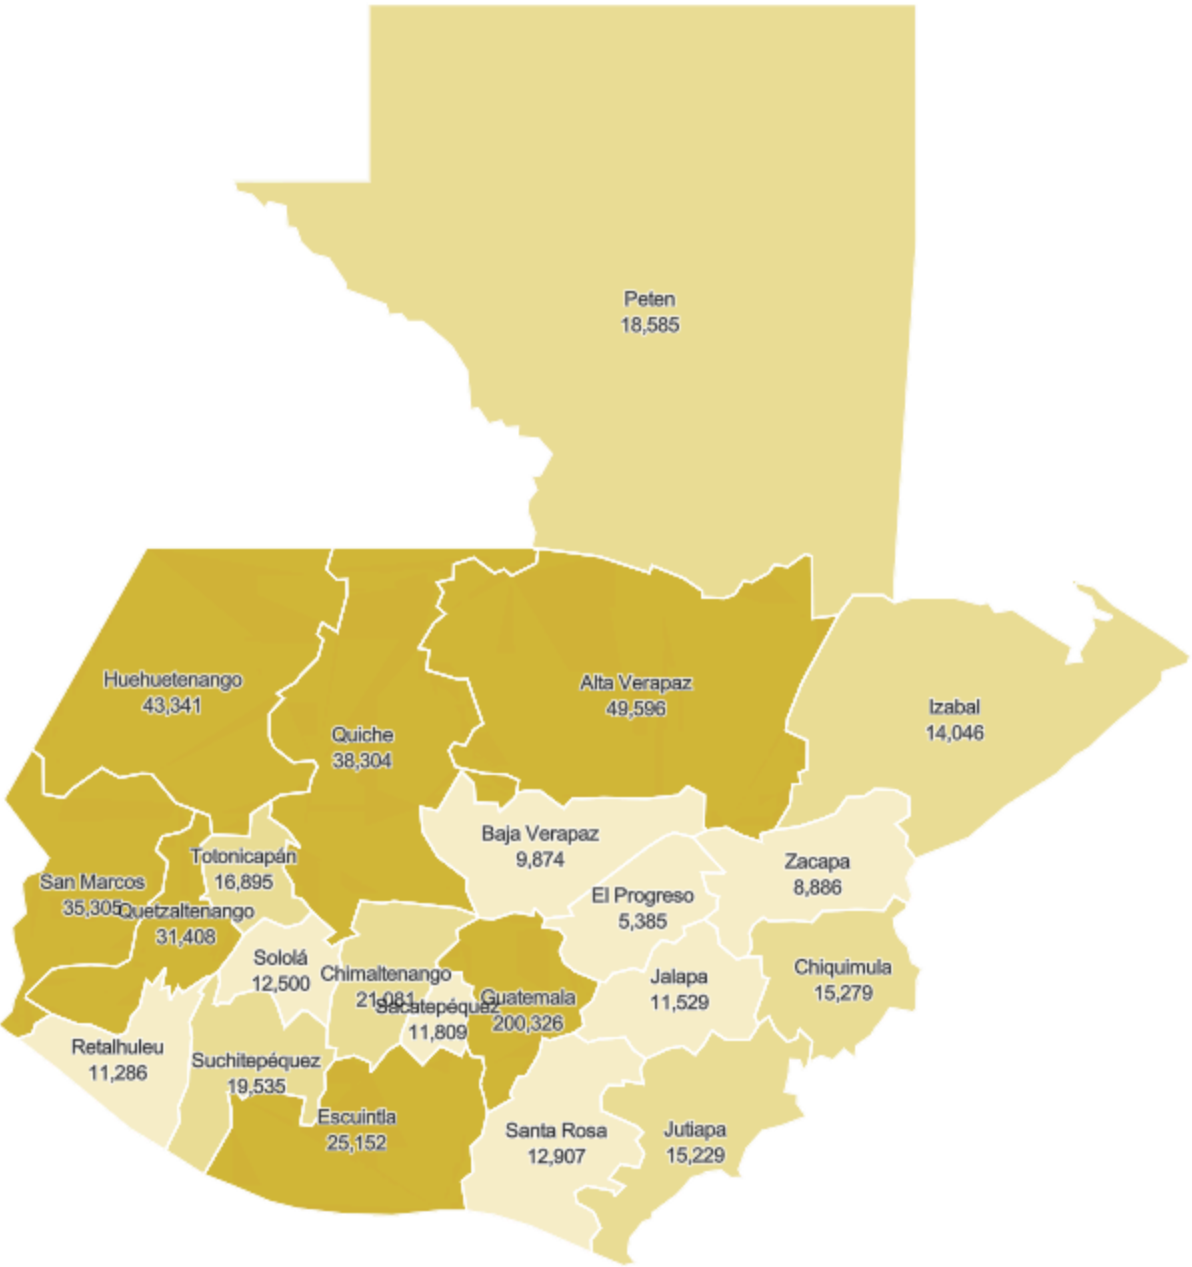 Peten
18,585
Huehuetenango
43,341
Alta Verapaz
49,596
Izabal
14,046
Quiche
38,304
Baja Verapaz
9,874
Totonicapán
16,895
Zacapa
8,886
San Marcos
35,305
Quetzaltenango
31,408
El Progreso
5,385
Sololá
12,500
Chimaltenango
21,081
Sacatepéquez
11,809
Guatemala
200,326
Jalapa
11,529
Chiquimula
15,279
Retalhuleu
11,286
Suchitepéquez
19,535
Escuintla
25,152
Santa Rosa
12,907
Jutiapa
15,229